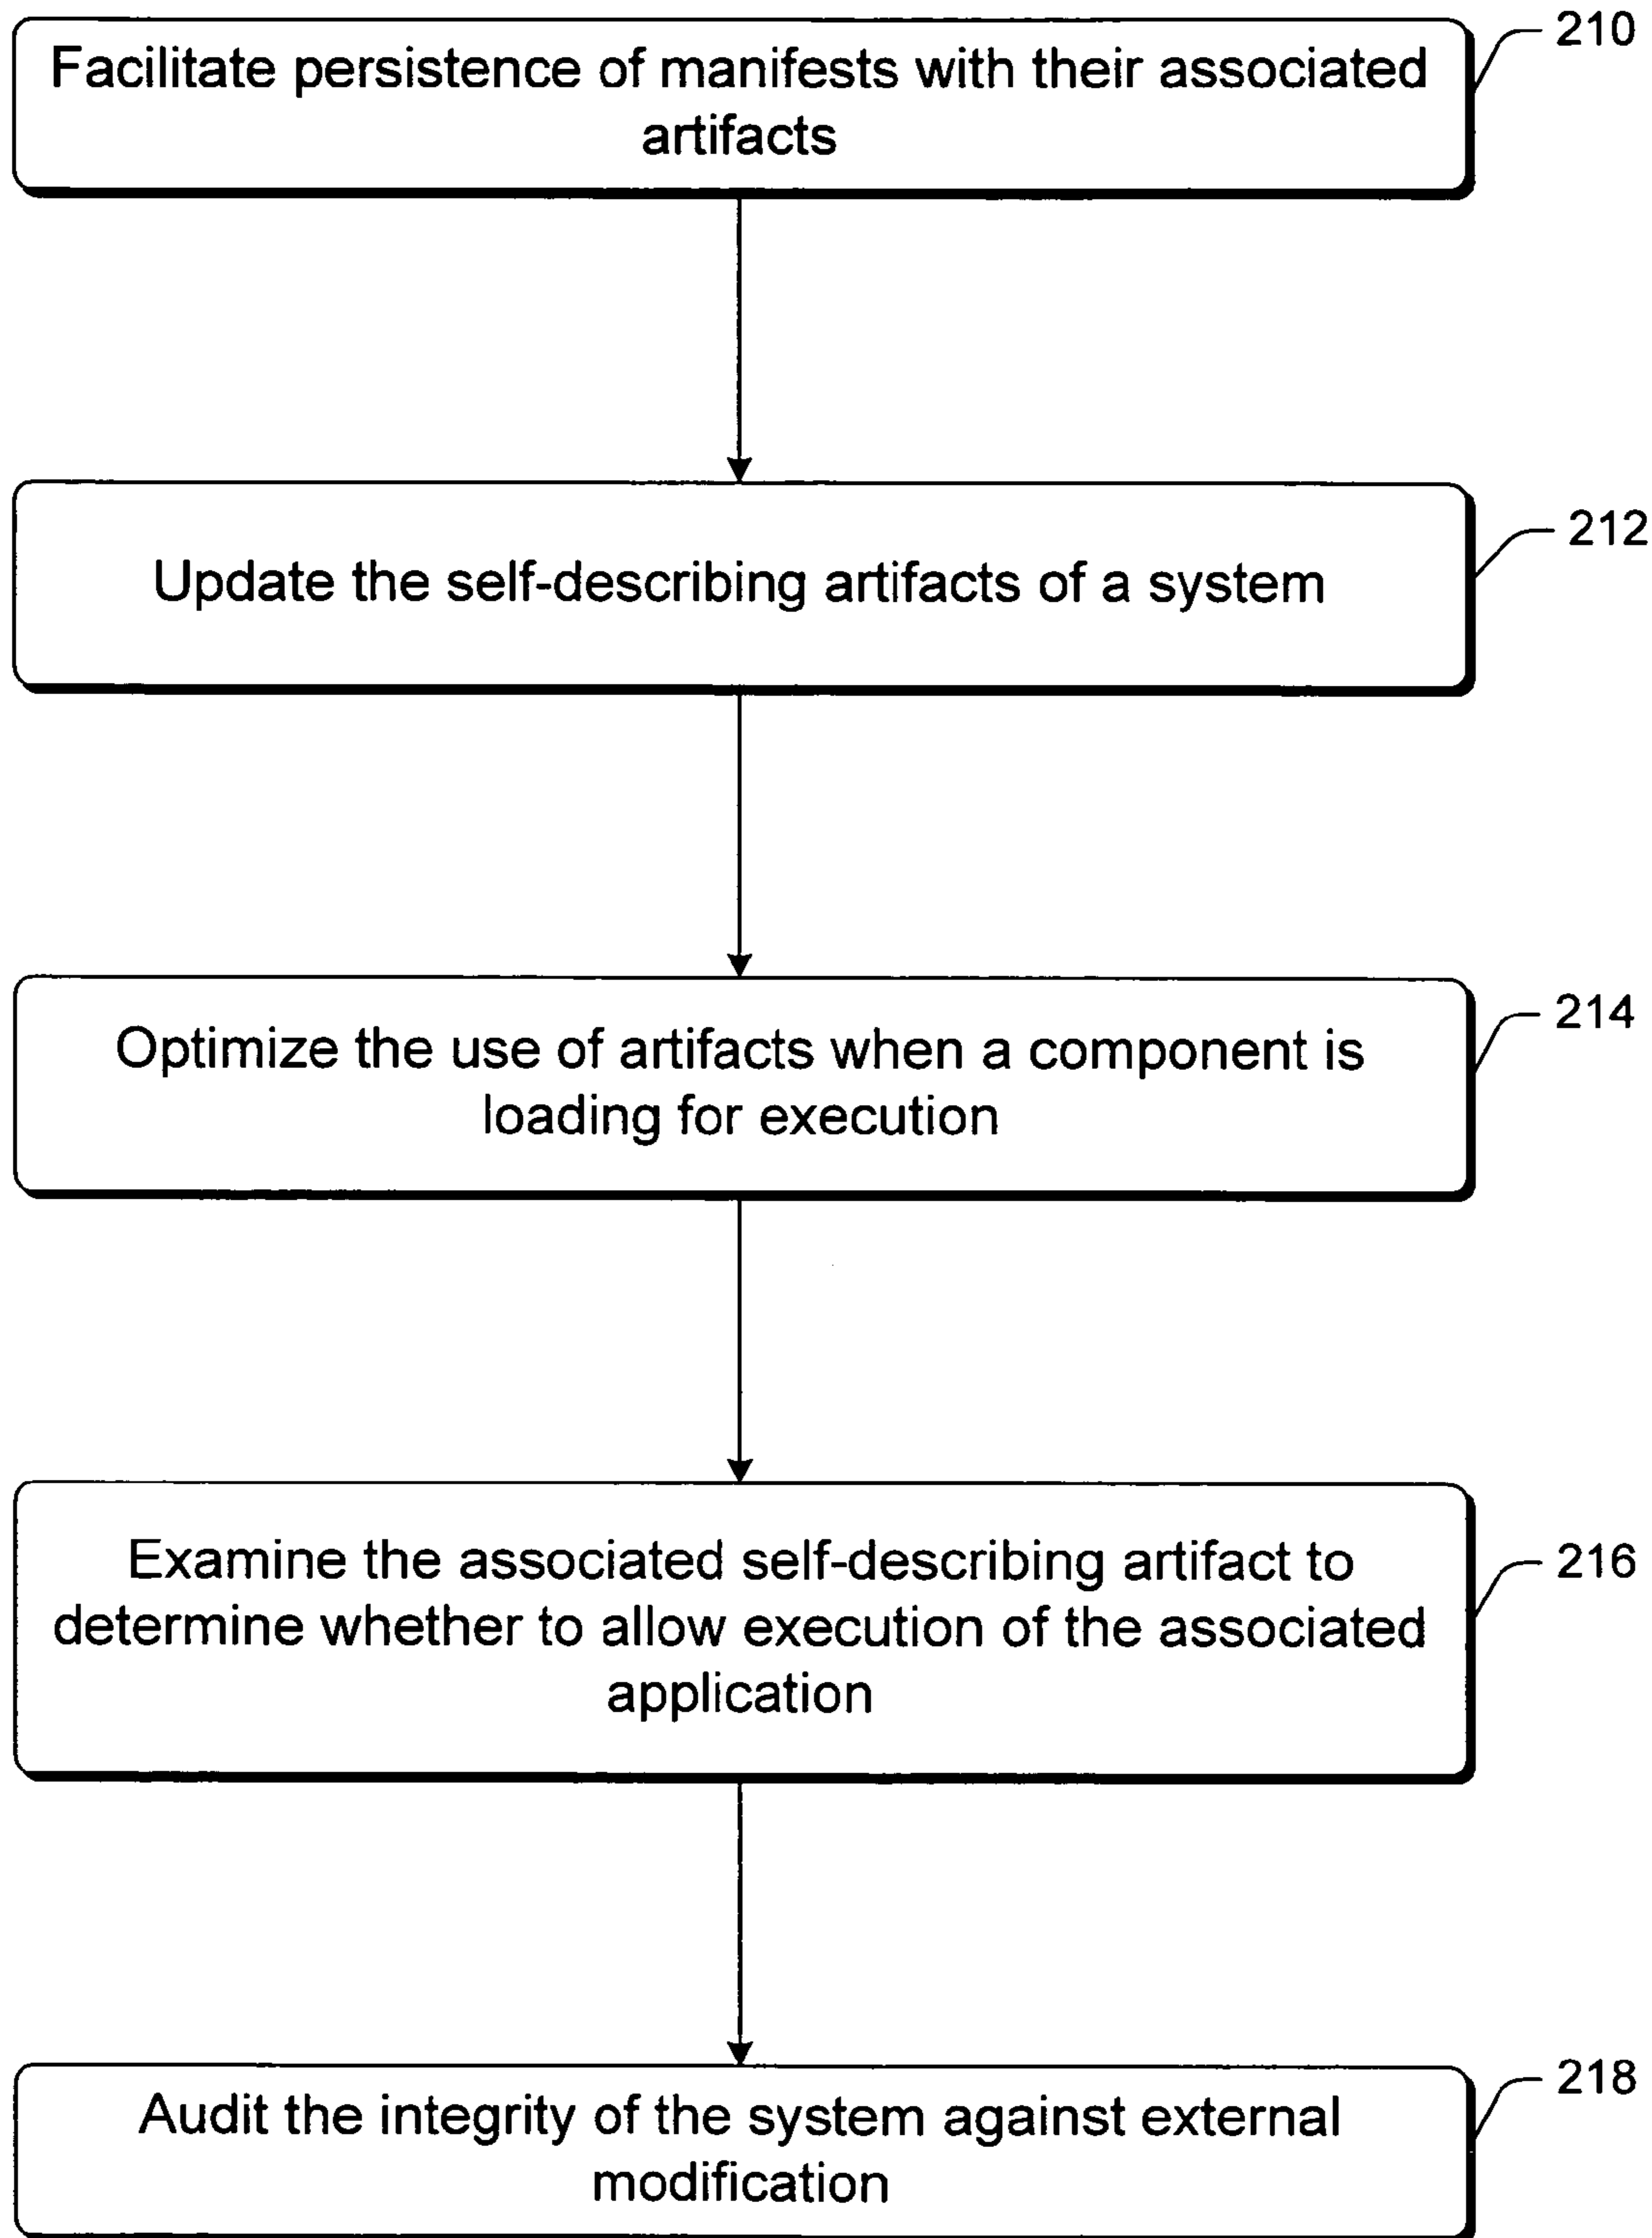 210
Facilitate persistence of manifests with their associated
artifacts
212
Update the self-describing artifacts of a system
214
Optimize the use of artifacts when a component is
loading for execution
216
Examine the associated self-describing artifact to
determine whether to allow execution of the associated
application
218
Audit the integrity of the system against external
modification